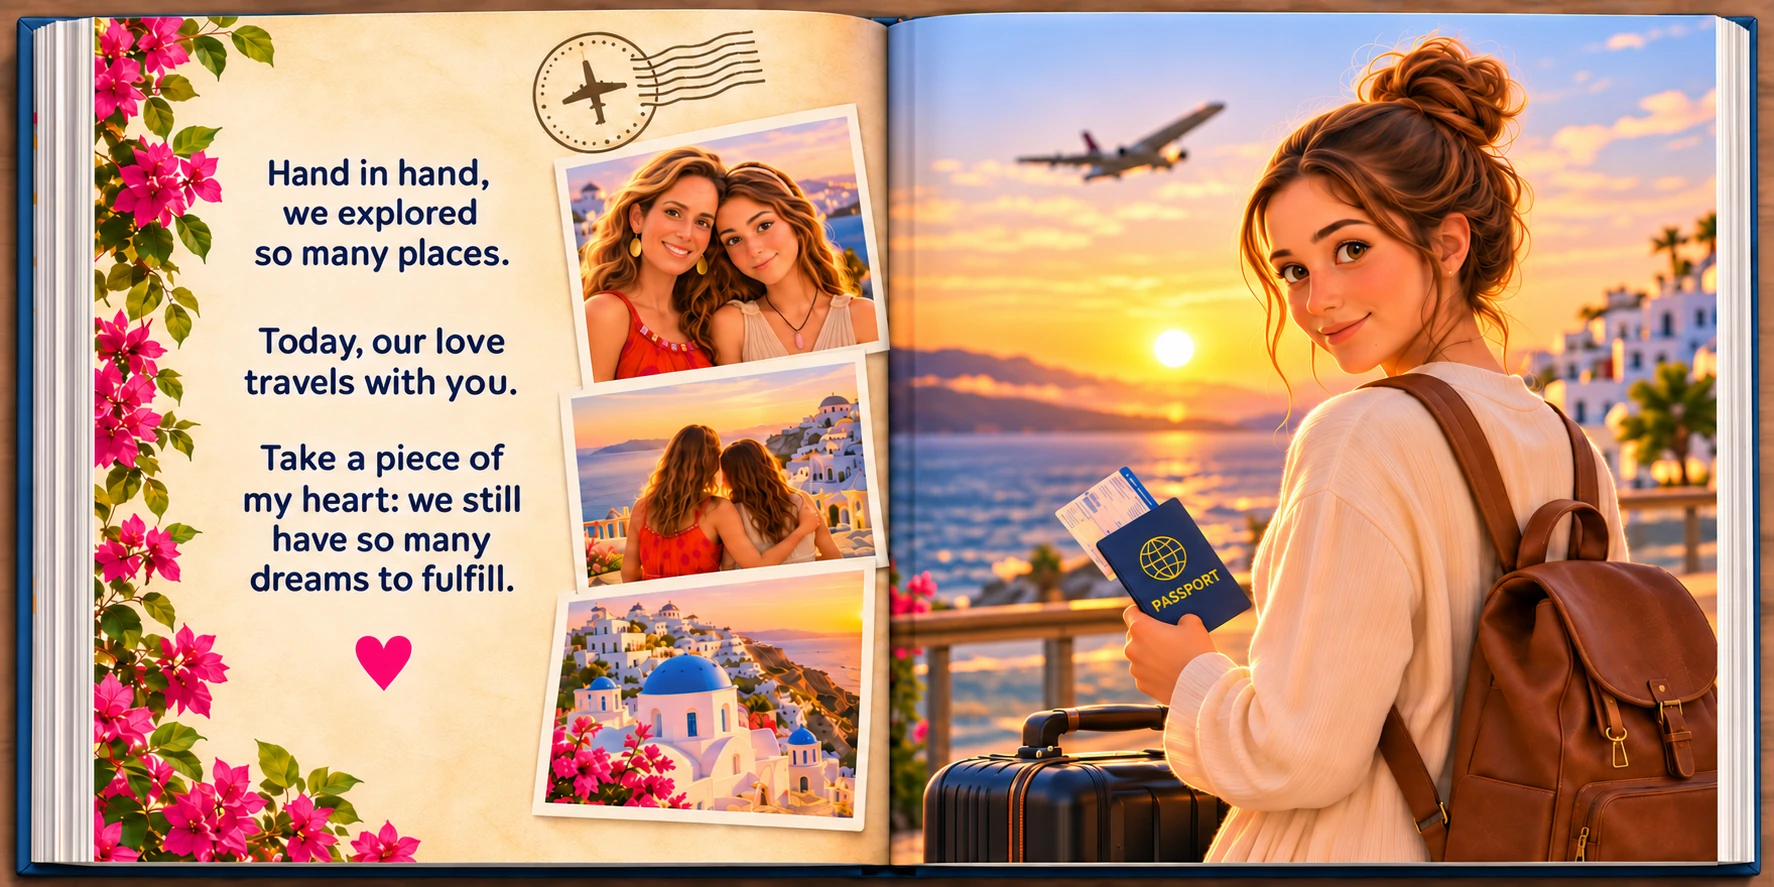 Hand in hand,
we explored
so many places.
Today, our love
travels with you.
Take a piece of
my heart: we still
have so many
dreams to fulfill.
PASSPORT